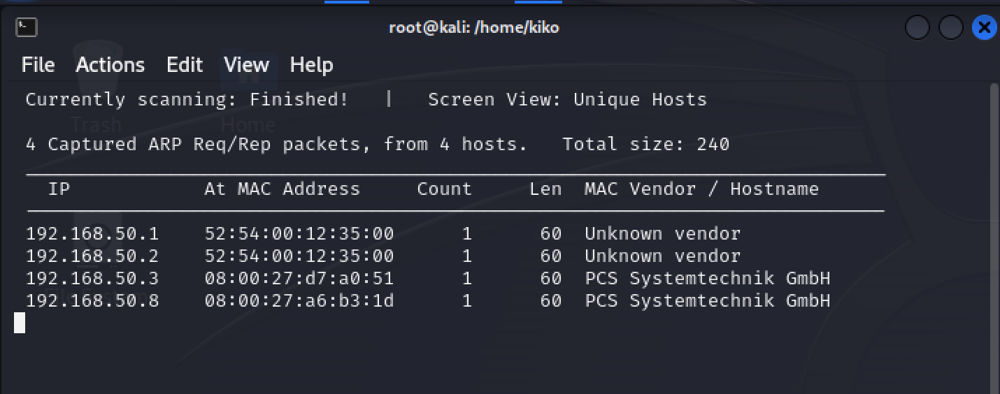 root@kali: /home/kiko
File Actions Edit View Help
Currently scanning: Finished! | Screen View: Unique Hosts
Trash Home
4 Captured ARP Req/Rep packets, from 4 hosts. Total size: 240
IP At MAC Address Count Len MAC Vendor / Hostname
192.168.50.1 52:54:00:12:35:00 1 60 Unknown vendor
192.168.50.2 52:54:00:12:35:00 1 60 Unknown vendor
192.168.50.3 08:00:27:d7:a0:51 1 60 PCS Systemtechnik GmbH
192.168.50.8 08:00:27:a6:b3:1d 1 60 PCS Systemtechnik GmbH